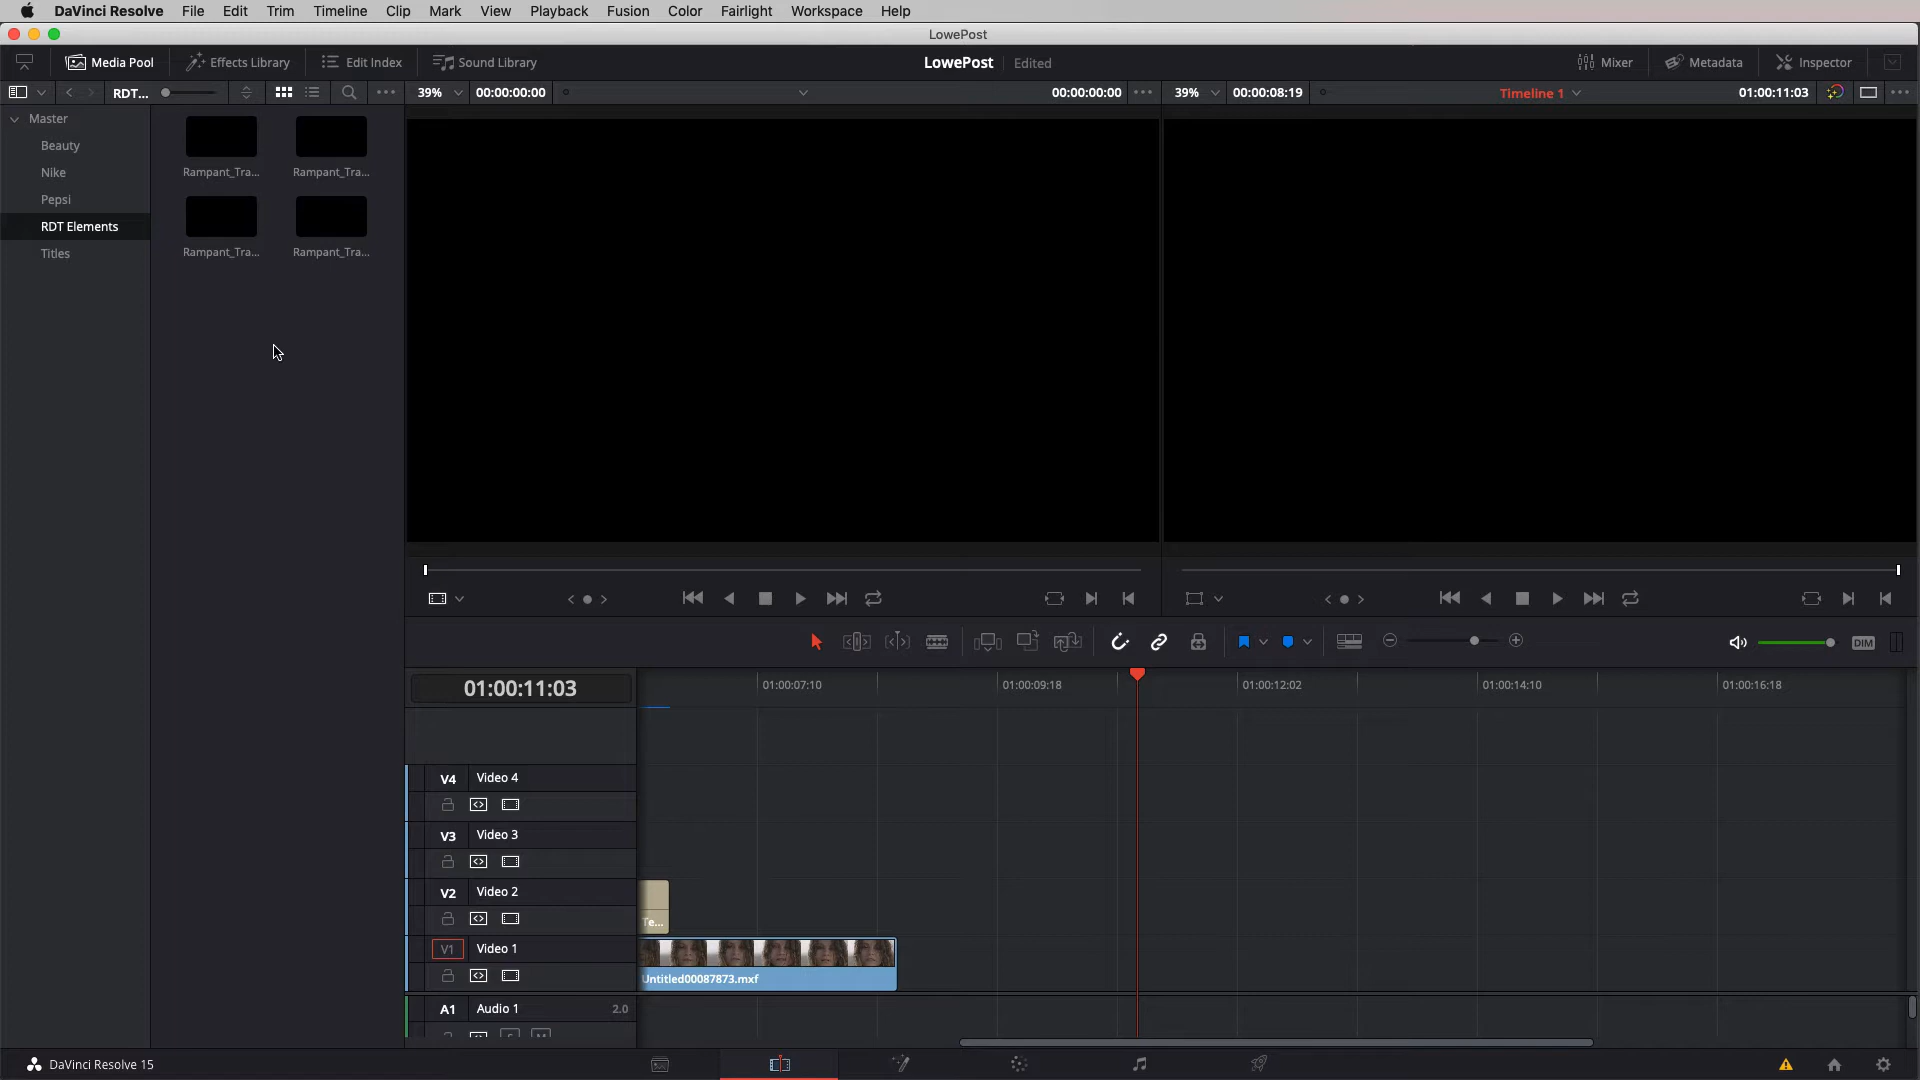 DaVinci Resolve File Edit Trim Timeline Clip Mark View Playback Fusion Color Fairlight Workspace Help
LowePost
Media Pool Effects Library Edit Index Sound Library LowePost Edited Mixer Metadata Inspector
RDT... 39% 00:00:00:00 00:00:00:00 39% 00:00:08:19 Timeline 1 01:00:11:03
Master
Beauty
Nike
Pepsi
RDT Elements
Titles
Rampant_Tra... Rampant_Tra...
Rampant_Tra... Rampant_Tra...
DIM
01:00:11:03 01:00:07:10 01:00:09:18 01:00:12:02 01:00:14:10 01:00:16:18
V4 Video 4
V3 Video 3
V2 Video 2
Te...
V1 Video 1
Untitled00087873.mxf
A1 Audio 1 2.0
S M
DaVinci Resolve 15